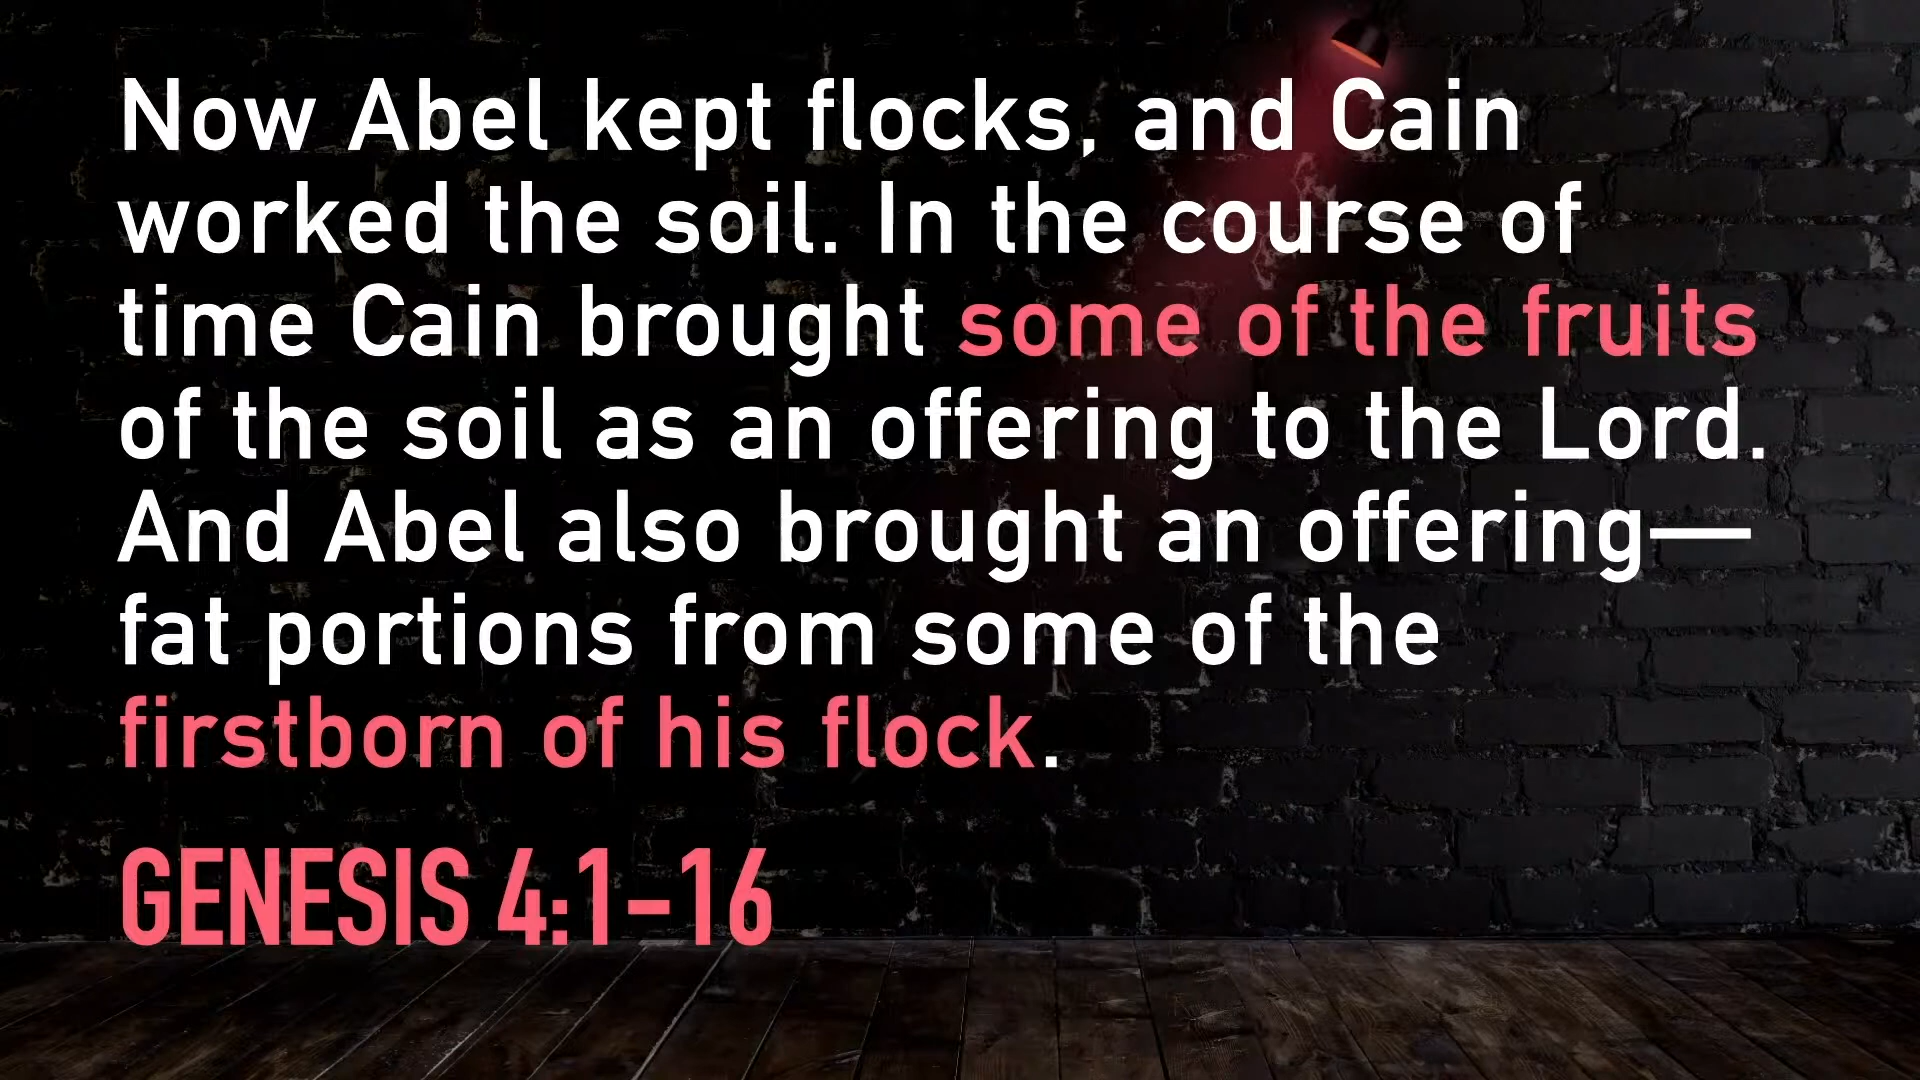 Now Abel kept flocks, and Cain
worked the soil. In the course of
time Cain brought some of the fruits
of the soil as an offering to the Lord.
And Abel also brought an offering—
fat portions from some of the
firstborn of his flock.
GENESIS 4:1–16